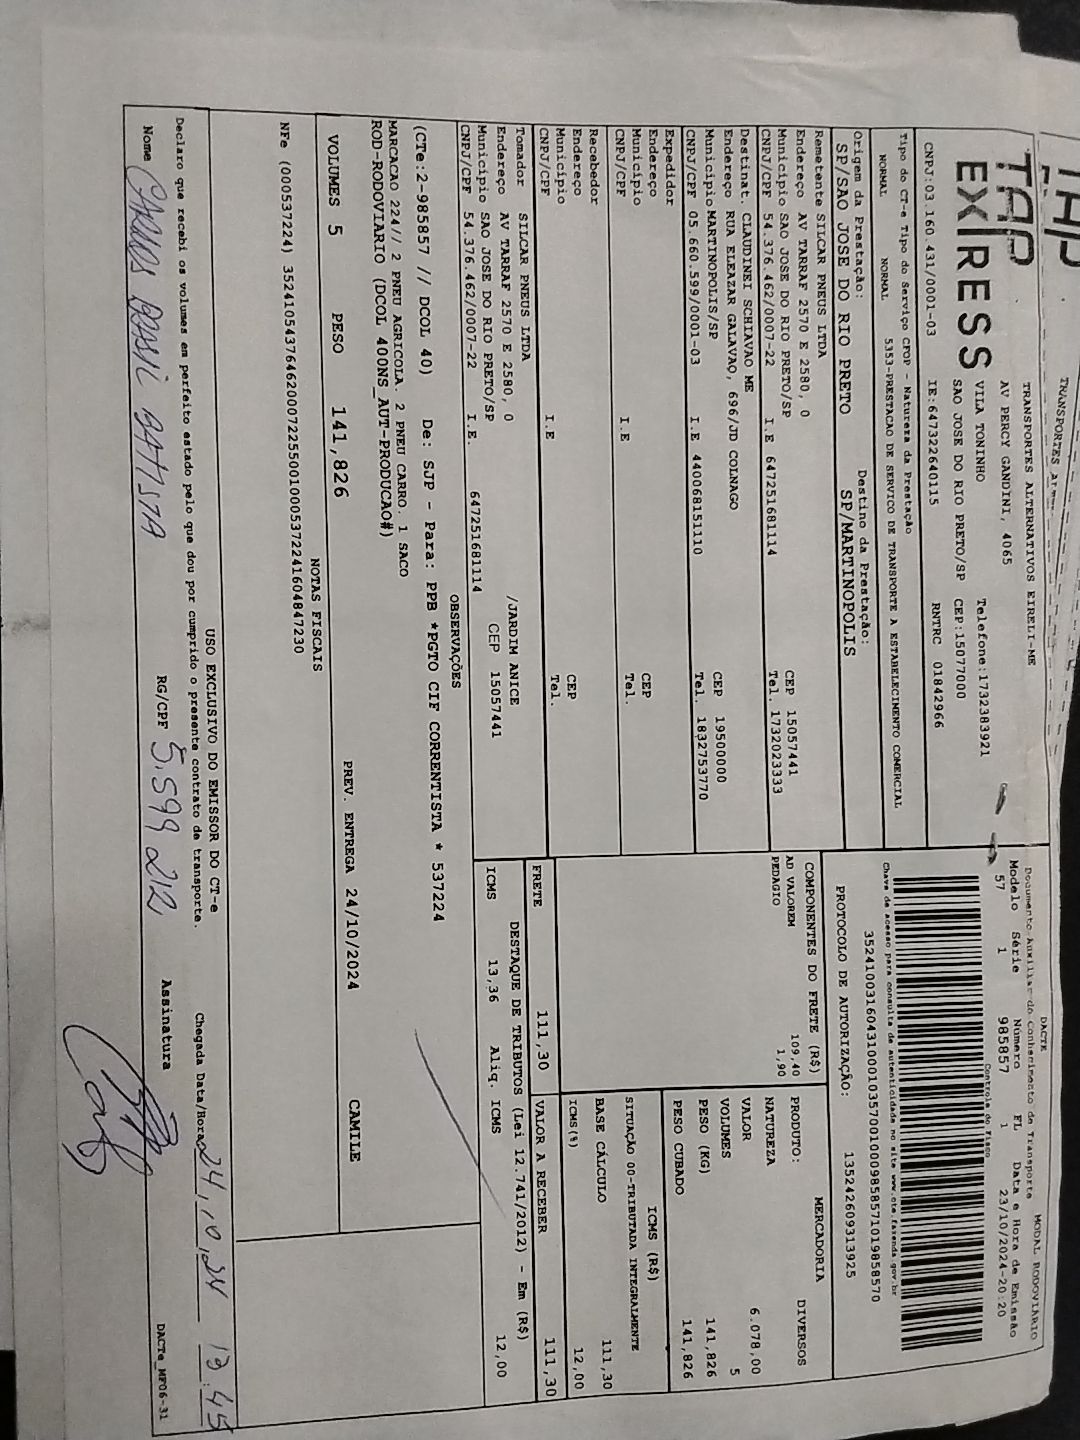 TAP
TRANSPORTES
TAP
EX)RESS
TRANSPORTES ALTERNATIVOS EIRELI-ME
AV PERCY GANDINI, 4065
VILA TONINHO Telefone:1732383921
SAO JOSE DO RIO PRETO/SP CEP:15077000
CNPJ:03.160.431/0001-03 IE:647322640115 RNTRC 01842966
DACTE MODAL RODOVIÁRIO
Documento Auxiliar do Conhecimento de Transporte
Modelo Série Número FL Data e Hora de Emissão
57 1 985857 1 23/10/2024-20:20
Controle do Fisco
Chave de acesso para consulta de autenticidade no site www.cte.fazenda.gov.br
35241003160431000103570010009858571019858570
PROTOCOLO DE AUTORIZAÇÃO: 135242609313925
Tipo do CT-e Tipo do Serviço CFOP - Natureza da Prestação
NORMAL NORMAL 5353-PRESTACAO DE SERVICO DE TRANSPORTE A ESTABELECIMENTO COMERCIAL
Origem da Prestação: Destino da Prestação:
SP/SAO JOSE DO RIO PRETO SP/MARTINOPOLIS
Remetente SILCAR PNEUS LTDA
Endereço AV TARRAF 2570 E 2580, 0
Município SAO JOSE DO RIO PRETO/SP CEP 15057441
CNPJ/CPF 54.376.462/0007-22 I.E 647251681114 Tel. 1732023333
Destinat. CLAUDINEI SCHIAVAO ME
Endereço RUA ELEAZAR GALAVAO, 696/JD COLNAGO
Município MARTINOPOLIS/SP CEP 19500000
CNPJ/CPF 05.660.599/0001-03 I.E 440068151110 Tel. 1832753770
Expedidor
Endereço
Município CEP
CNPJ/CPF I.E Tel.
Recebedor
Endereço
Município CEP
CNPJ/CPF I.E Tel.
Tomador SILCAR PNEUS LTDA
Endereço AV TARRAF 2570 E 2580, 0 /JARDIM ANICE
Município SAO JOSE DO RIO PRETO/SP CEP 15057441
CNPJ/CPF 54.376.462/0007-22 I.E. 647251681114
COMPONENTES DO FRETE (R$)
AD VALOREM 109,40
PEDAGIO 1,90
MERCADORIA
PRODUTO: DIVERSOS
NATUREZA
VALOR 6.078,00
VOLUMES 5
PESO (KG) 141,826
PESO CUBADO 141,826
ICMS (R$)
SITUAÇÃO 00-TRIBUTADA INTEGRALMENTE
BASE CÁLCULO 111,30
ICMS(%) 12,00
FRETE 111,30 VALOR A RECEBER 111,30
DESTAQUE DE TRIBUTOS (Lei 12.741/2012) - Em (R$)
ICMS 13,36 Aliq. ICMS 12,00
OBSERVAÇÕES
(CTe:2-985857 // DCOL 40) De: SJP - Para: PPB *PGTO CIF CORRENTISTA * 537224
MARCACAO 224// 2 PNEU AGRICOLA. 2 PNEU CARRO. 1 SACO
ROD-RODOVIARIO (DCOL 400NS_AUT-PRODUCAO#)
VOLUMES 5 PESO 141,826 PREV. ENTREGA 24/10/2024 CAMILE
NOTAS FISCAIS
NFe (000537224) 35241054376462000722550010005372241604847230
USO EXCLUSIVO DO EMISSOR DO CT-e
Declaro que recebi os volumes em perfeito estado pelo que dou por cumprido o presente contrato de transporte. Chegada Data/Hora 24,10,24 13:45
Nome CARLOS BRASIL BATISTA RG/CPF 5.599 212 Assinatura
DACTe_MF06-31